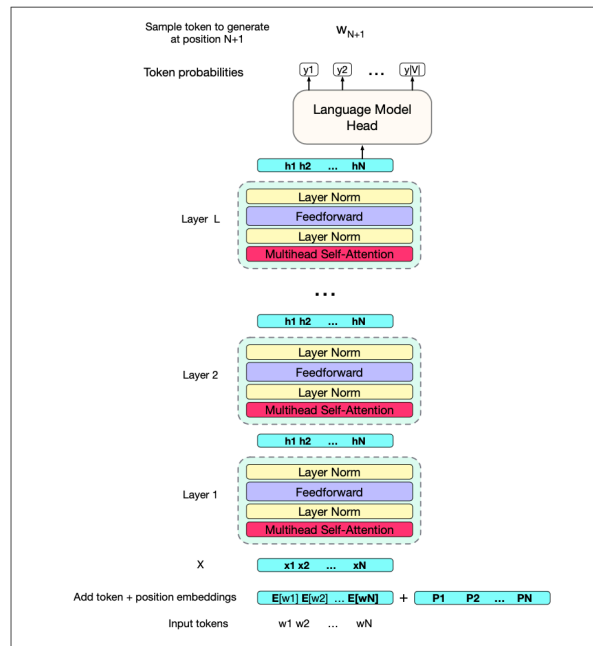 Sample token to generate
at position N+1
wN+1
Token probabilities
y1 y2 ... y|V|
Language Model
Head
h1 h2 ... hN
Layer L
Layer Norm
Feedforward
Layer Norm
Multihead Self-Attention
...
h1 h2 ... hN
Layer 2
Layer Norm
Feedforward
Layer Norm
Multihead Self-Attention
h1 h2 ... hN
Layer 1
Layer Norm
Feedforward
Layer Norm
Multihead Self-Attention
X x1 x2 ... xN
Add token + position embeddings E[w1] E[w2] ... E[wN] + P1 P2 ... PN
Input tokens w1 w2 ... wN